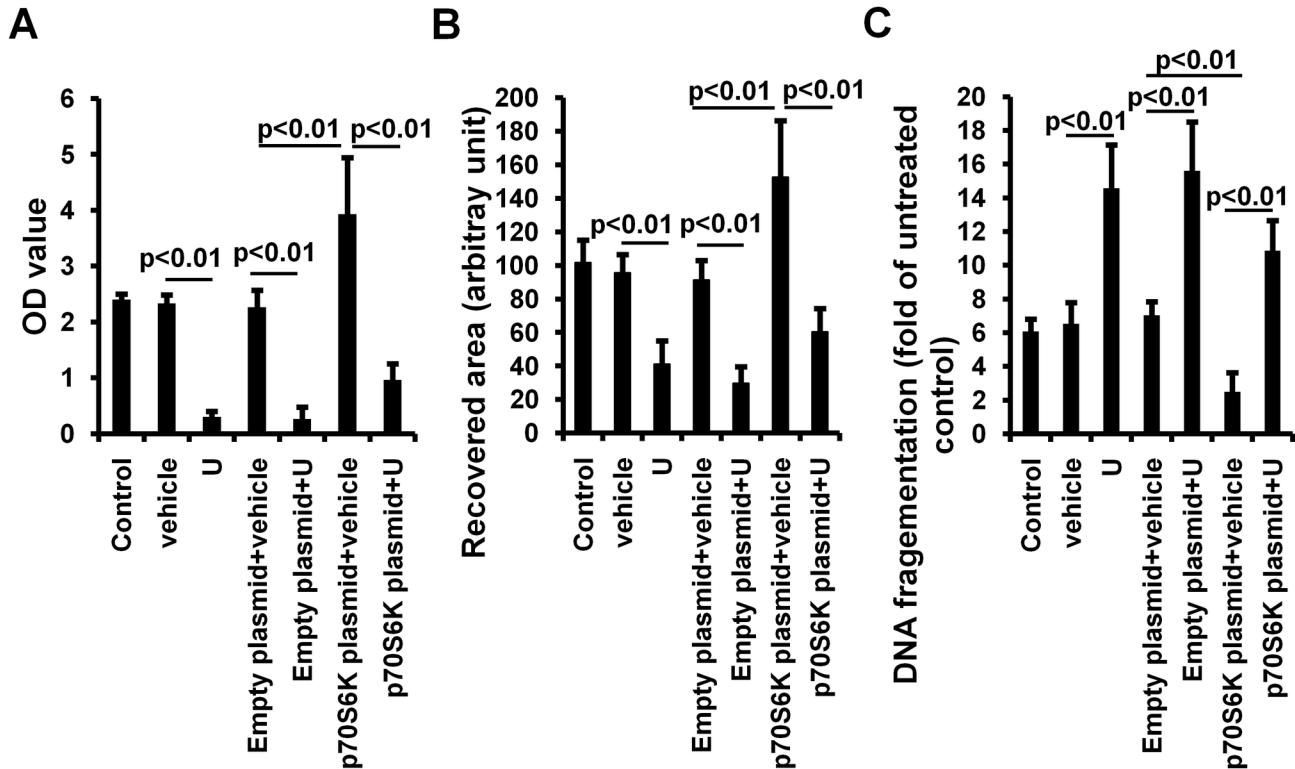 A
OD value
6
5
4
3
2
1
0
p<0.01
p<0.01
p<0.01
p<0.01
Control
vehicle
U
Empty plasmid+vehicle
Empty plasmid+U
p70S6K plasmid+vehicle
p70S6K plasmid+U
B
Recovered area (arbitray unit)
200
180
160
140
120
100
80
60
40
20
0
p<0.01
p<0.01
p<0.01
p<0.01
Control
vehicle
U
Empty plasmid+vehicle
Empty plasmid+U
p70S6K plasmid+vehicle
p70S6K plasmid+U
C
DNA fragementation (fold of untreated
control)
20
18
16
14
12
10
8
6
4
2
0
p<0.01
p<0.01
p<0.01
p<0.01
Control
vehicle
U
Empty plasmid+vehicle
Empty plasmid+U
p70S6K plasmid+vehicle
p70S6K plasmid+U